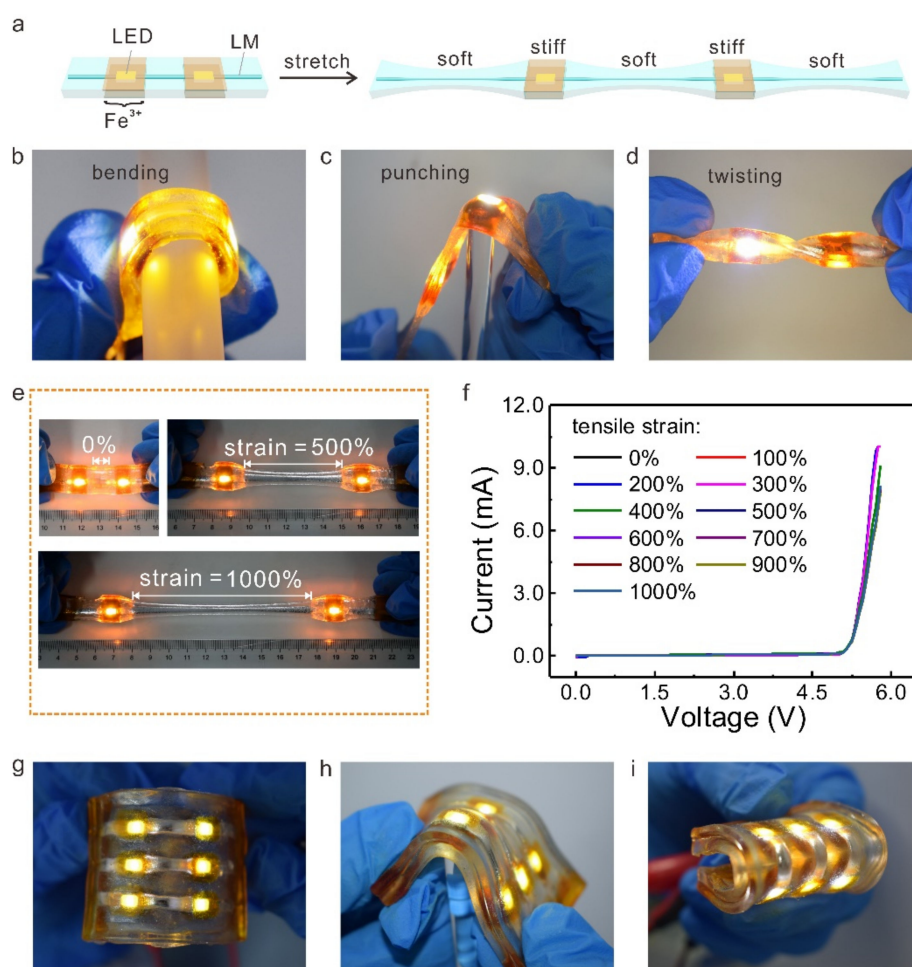 a
LED
LM
stretch
soft
stiff
soft
stiff
soft
Fe³⁺
b
bending
c
punching
d
twisting
e
0%
strain = 500%
strain = 1000%
f
12.0
9.0
6.0
3.0
0.0
Current (mA)
tensile strain:
0% 100%
200% 300%
400% 500%
600% 700%
800% 900%
1000%
0.0 1.5 3.0 4.5 6.0
Voltage (V)
g
h
i